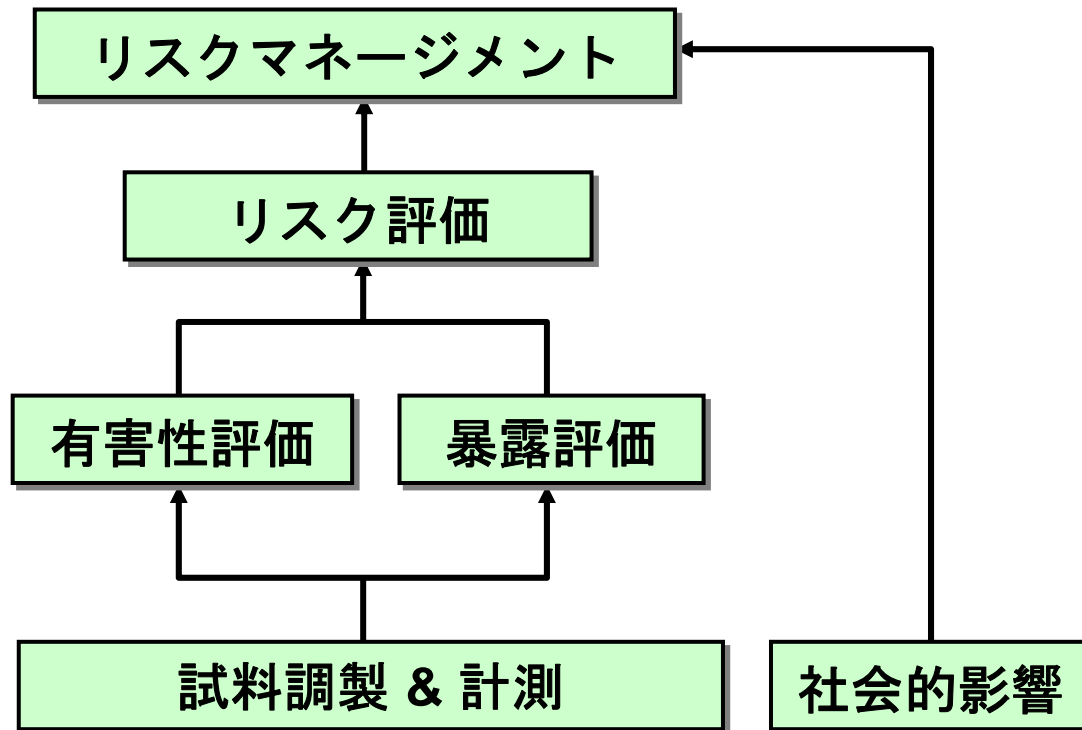 リスクマネージメント
リスク評価
有害性評価
暴露評価
試料調製 & 計測
社会的影響